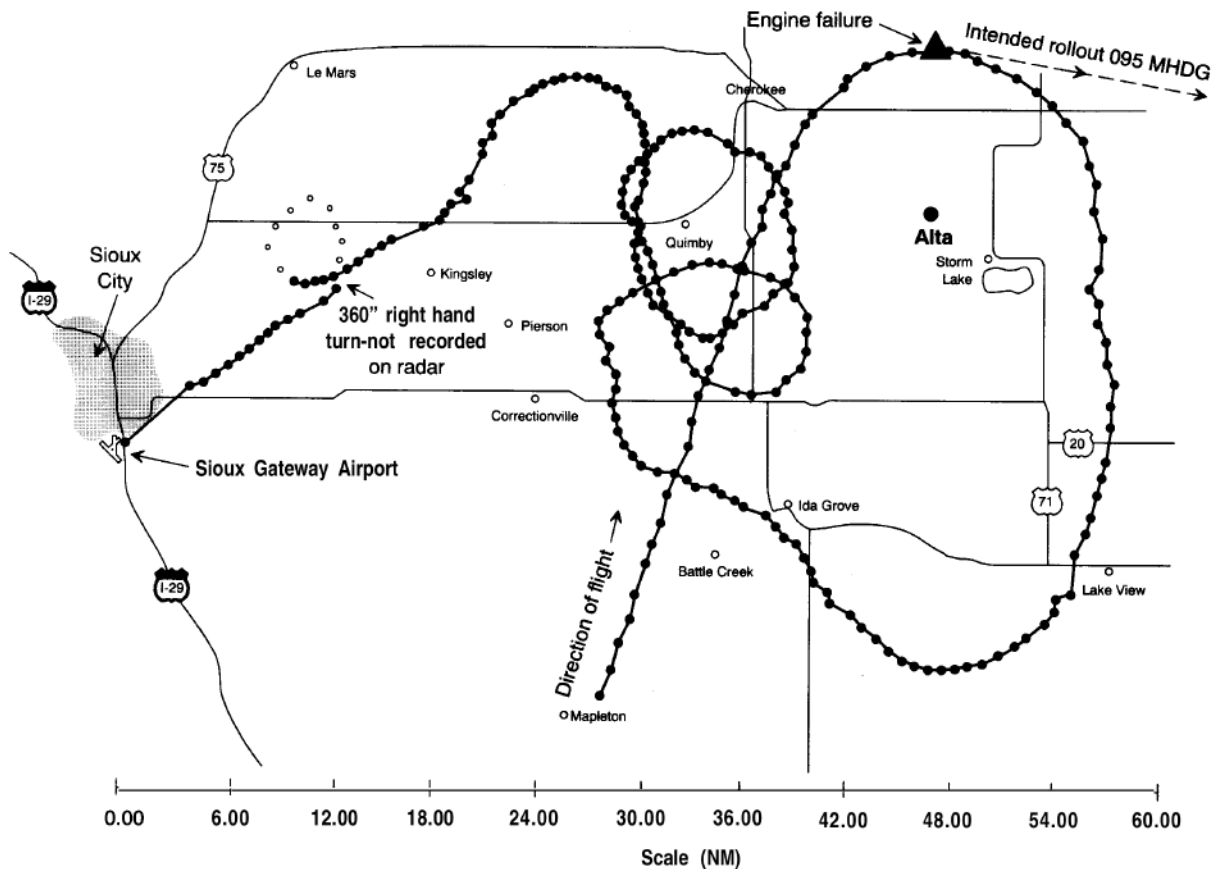 Engine failure
Intended rollout 095 MHDG
Le Mars
Cherokee
75
Sioux
City
I-29
Quimby
Alta
Storm
Lake
Kingsley
360" right hand
turn-not recorded
on radar
Pierson
Correctionville
Sioux Gateway Airport
20
71
Ida Grove
Direction of flight
Battle Creek
I-29
Lake View
Mapleton
0.00 6.00 12.00 18.00 24.00 30.00 36.00 42.00 48.00 54.00 60.00
Scale (NM)